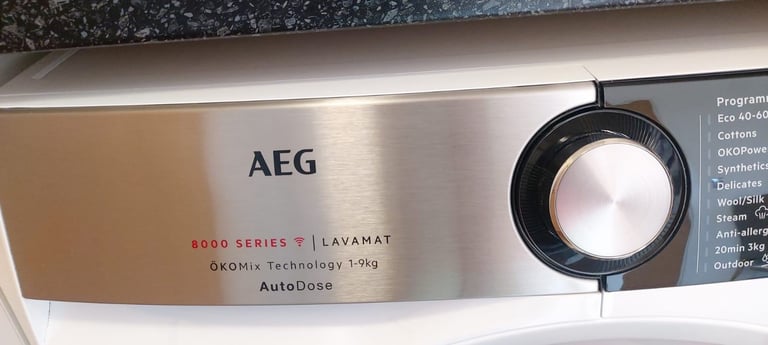 AEG
8000 SERIES | LAVAMAT
ÖKOMix Technology 1-9kg
AutoDose
Eco 40-60
Cottons
Synthetics
Delicates
Wool/Silk
Steam
20min 3kg
Outdoor